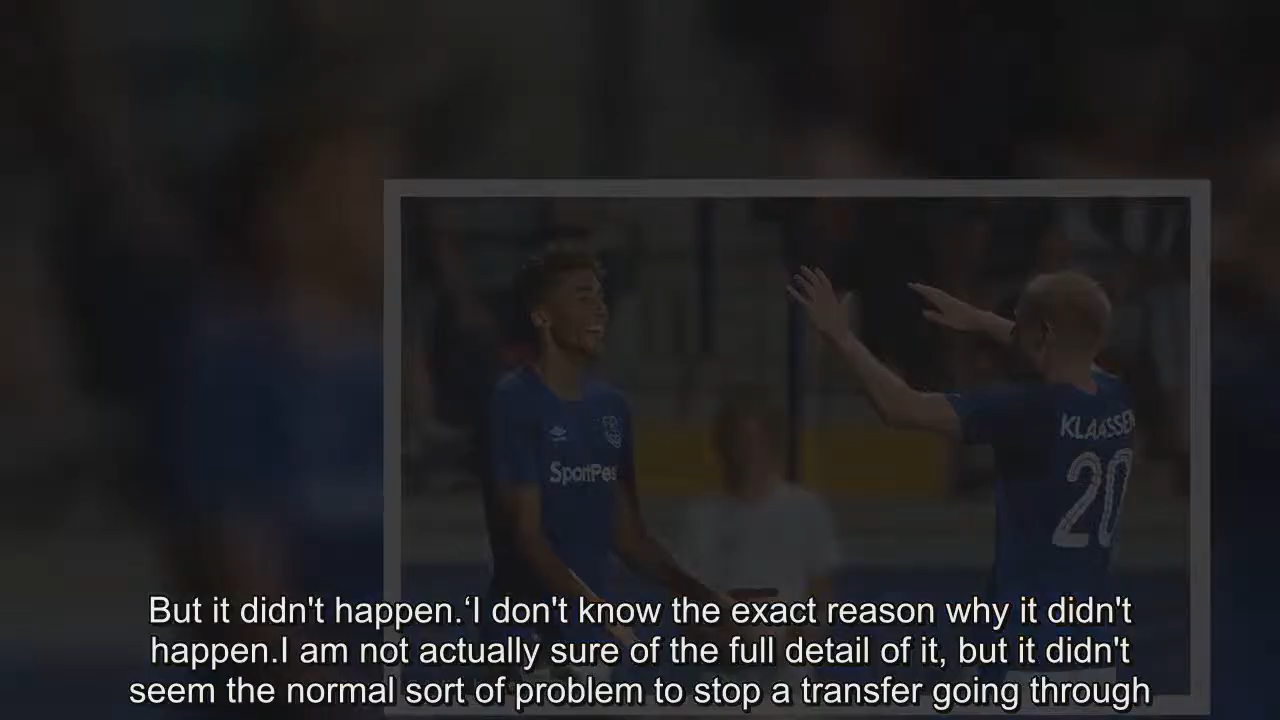 SportPes
KLAASSEN
20
But it didn't happen.‘I don't know the exact reason why it didn't
happen.I am not actually sure of the full detail of it, but it didn't
seem the normal sort of problem to stop a transfer going through